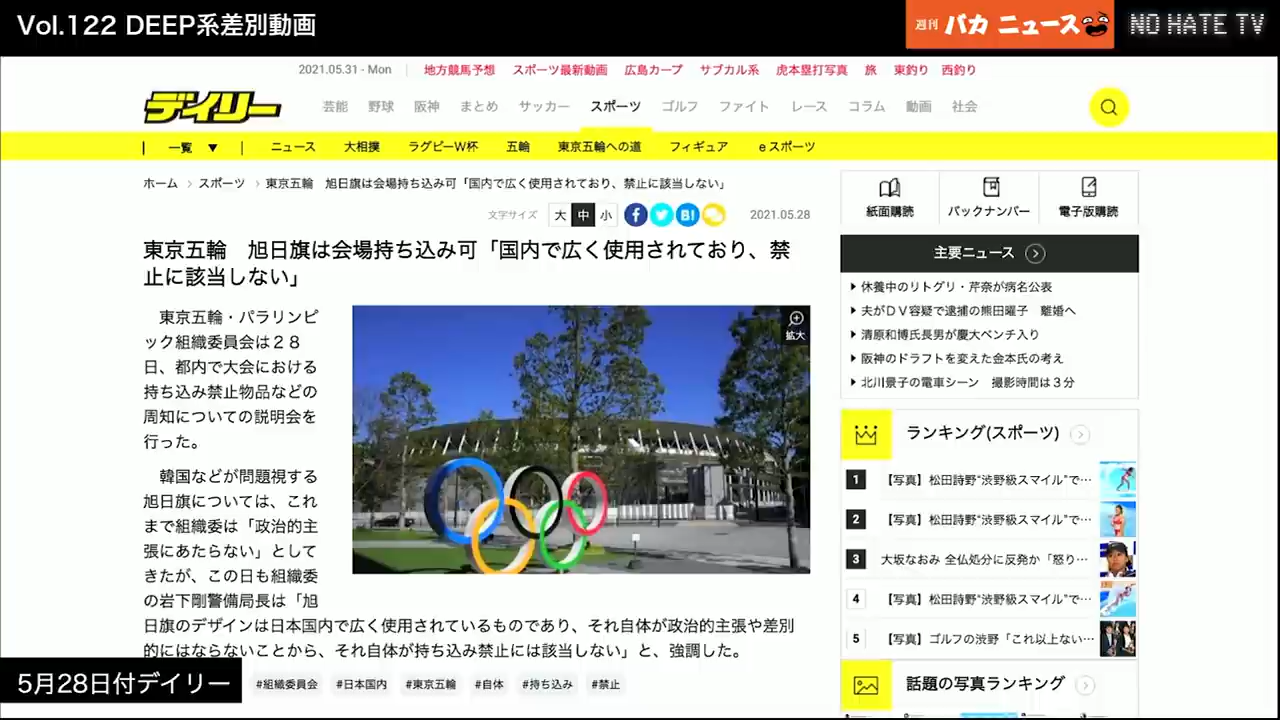 Vol.122 DEEP系差別動画
週刊 バカ ニュース
NO HATE TV
2021.05.31 - Mon
地方競馬予想 スポーツ最新動画 広島カープ サブカル系 虎本塁打写真 旅 東釣り 西釣り
デイリー
芸能 野球 阪神 まとめ サッカー スポーツ ゴルフ ファイト レース コラム 動画 社会
一覧 ▼ ニュース 大相撲 ラグビーW杯 五輪 東京五輪への道 フィギュア eスポーツ
ホーム > スポーツ > 東京五輪　旭日旗は会場持ち込み可「国内で広く使用されており、禁止に該当しない」
文字サイズ 大 中 小 B! 2021.05.28
東京五輪　旭日旗は会場持ち込み可「国内で広く使用されており、禁
止に該当しない」
　東京五輪・パラリンピ
ック組織委員会は２８
日、都内で大会における
持ち込み禁止物品などの
周知についての説明会を
行った。
　韓国などが問題視する
旭日旗については、これ
まで組織委は「政治的主
張にあたらない」として
きたが、この日も組織委
の岩下剛警備局長は「旭
日旗のデザインは日本国内で広く使用されているものであり、それ自体が政治的主張や差別
的にはならないことから、それ自体が持ち込み禁止には該当しない」と、強調した。
拡大
#組織委員会 #日本国内 #東京五輪 #自体 #持ち込み #禁止
5月28日付デイリー
紙面購読 バックナンバー 電子版購読
主要ニュース
休養中のリトグリ・芹奈が病名公表
夫がＤＶ容疑で逮捕の熊田曜子　離婚へ
清原和博氏長男が慶大ベンチ入り
阪神のドラフトを変えた金本氏の考え
北川景子の電車シーン　撮影時間は３分
ランキング(スポーツ)
1 【写真】松田詩野“渋野級スマイル”で…
2 【写真】松田詩野“渋野級スマイル”で…
3 大坂なおみ 全仏処分に反発か「怒り…
4 【写真】松田詩野“渋野級スマイル”で…
5 【写真】ゴルフの渋野「これ以上ない…
話題の写真ランキング